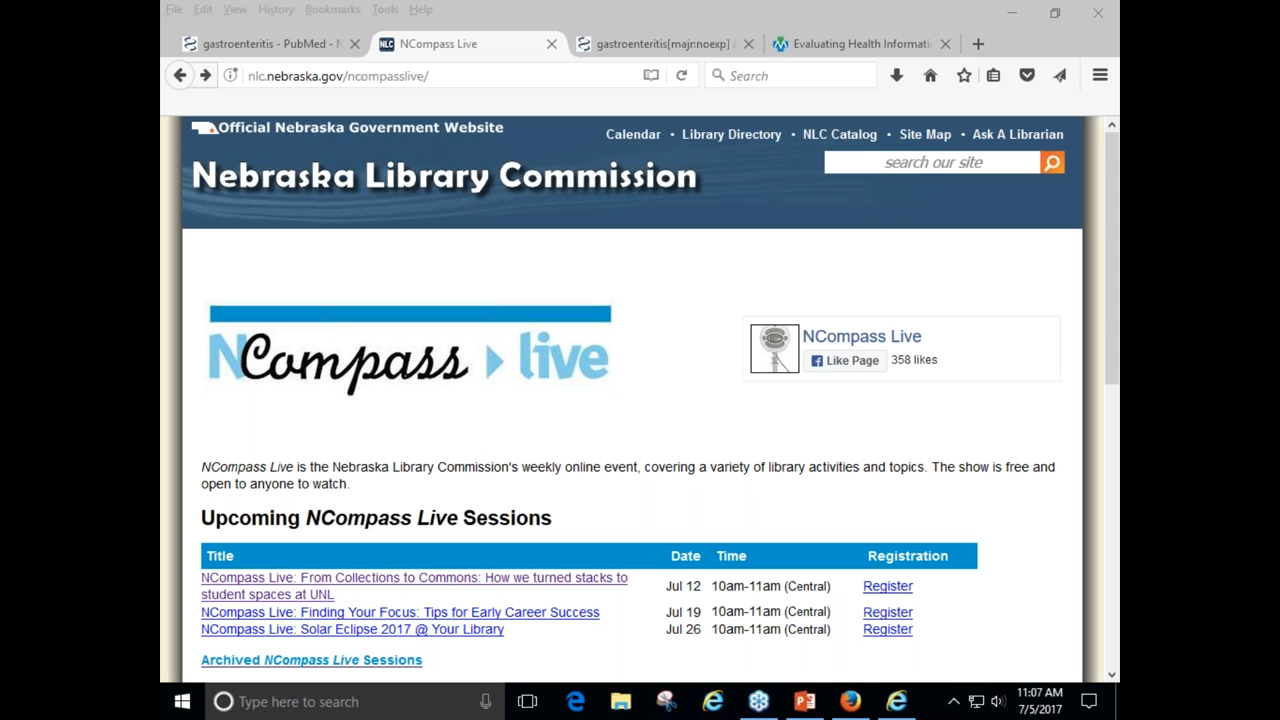 File Edit View History Bookmarks Tools Help
gastroenteritis - PubMed - N
NCompass Live
gastroenteritis[majr:noexp] A
Evaluating Health Informati
nlc.nebraska.gov/ncompasslive/
Search
Official Nebraska Government Website
Calendar • Library Directory • NLC Catalog • Site Map • Ask A Librarian
Nebraska Library Commission
search our site
NCompass live
NCompass Live
Like Page 358 likes
NCompass Live is the Nebraska Library Commission's weekly online event, covering a variety of library activities and topics. The show is free and
open to anyone to watch.
Upcoming NCompass Live Sessions
Title Date Time Registration
NCompass Live: From Collections to Commons: How we turned stacks to
student spaces at UNL Jul 12 10am-11am (Central) Register
NCompass Live: Finding Your Focus: Tips for Early Career Success Jul 19 10am-11am (Central) Register
NCompass Live: Solar Eclipse 2017 @ Your Library Jul 26 10am-11am (Central) Register
Archived NCompass Live Sessions
Type here to search
11:07 AM
7/5/2017